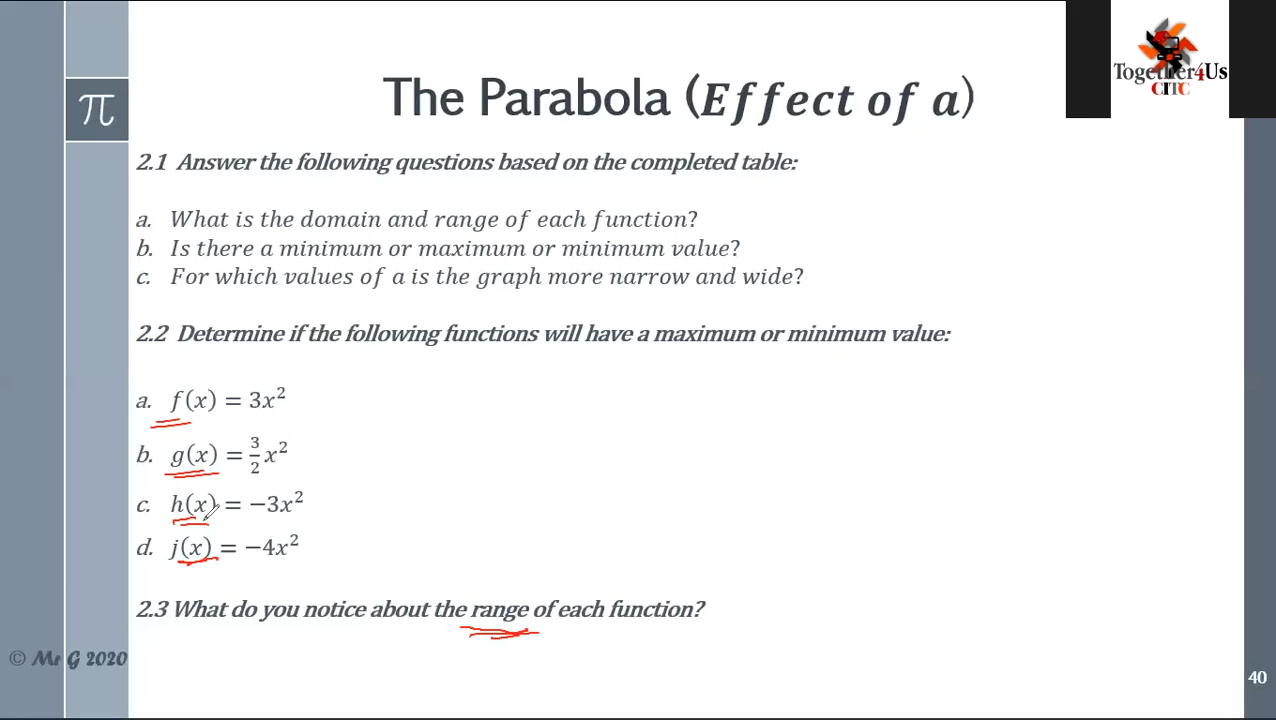 Together4Us
CITC
π
The Parabola (Effect of a)
2.1 Answer the following questions based on the completed table:
a. What is the domain and range of each function?
b. Is there a minimum or maximum or minimum value?
c. For which values of a is the graph more narrow and wide?
2.2 Determine if the following functions will have a maximum or minimum value:
a. f(x) = 3x²
b. g(x) = 3/2 x²
c. h(x) = −3x²
d. j(x) = −4x²
2.3 What do you notice about the range of each function?
© Mr G 2020
40